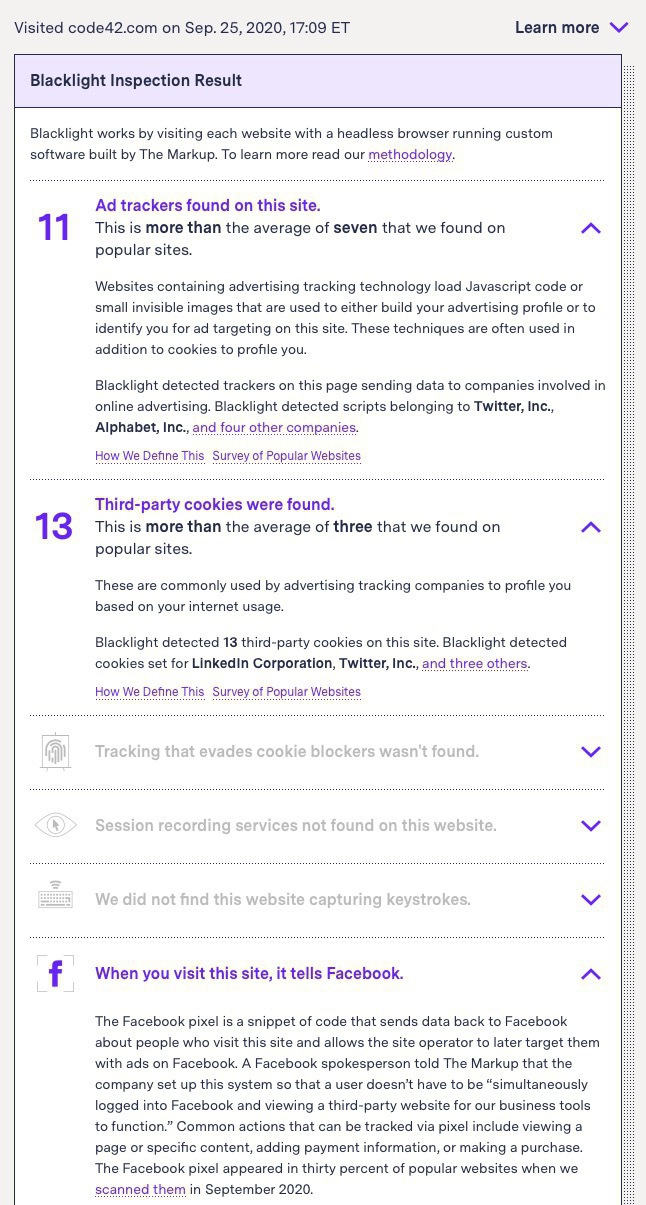 Visited code42.com on Sep. 25, 2020, 17:09 ET
Learn more
Blacklight Inspection Result
Blacklight works by visiting each website with a headless browser running custom
software built by The Markup. To learn more read our methodology.
11
Ad trackers found on this site.
This is more than the average of seven that we found on
popular sites.
Websites containing advertising tracking technology load Javascript code or
small invisible images that are used to either build your advertising profile or to
identify you for ad targeting on this site. These techniques are often used in
addition to cookies to profile you.
Blacklight detected trackers on this page sending data to companies involved in
online advertising. Blacklight detected scripts belonging to Twitter, Inc.,
Alphabet, Inc., and four other companies.
How We Define This Survey of Popular Websites
13
Third-party cookies were found.
This is more than the average of three that we found on
popular sites.
These are commonly used by advertising tracking companies to profile you
based on your internet usage.
Blacklight detected 13 third-party cookies on this site. Blacklight detected
cookies set for LinkedIn Corporation, Twitter, Inc., and three others.
How We Define This Survey of Popular Websites
Tracking that evades cookie blockers wasn't found.
Session recording services not found on this website.
We did not find this website capturing keystrokes.
f
When you visit this site, it tells Facebook.
The Facebook pixel is a snippet of code that sends data back to Facebook
about people who visit this site and allows the site operator to later target them
with ads on Facebook. A Facebook spokesperson told The Markup that the
company set up this system so that a user doesn’t have to be “simultaneously
logged into Facebook and viewing a third-party website for our business tools
to function.” Common actions that can be tracked via pixel include viewing a
page or specific content, adding payment information, or making a purchase.
The Facebook pixel appeared in thirty percent of popular websites when we
scanned them in September 2020.